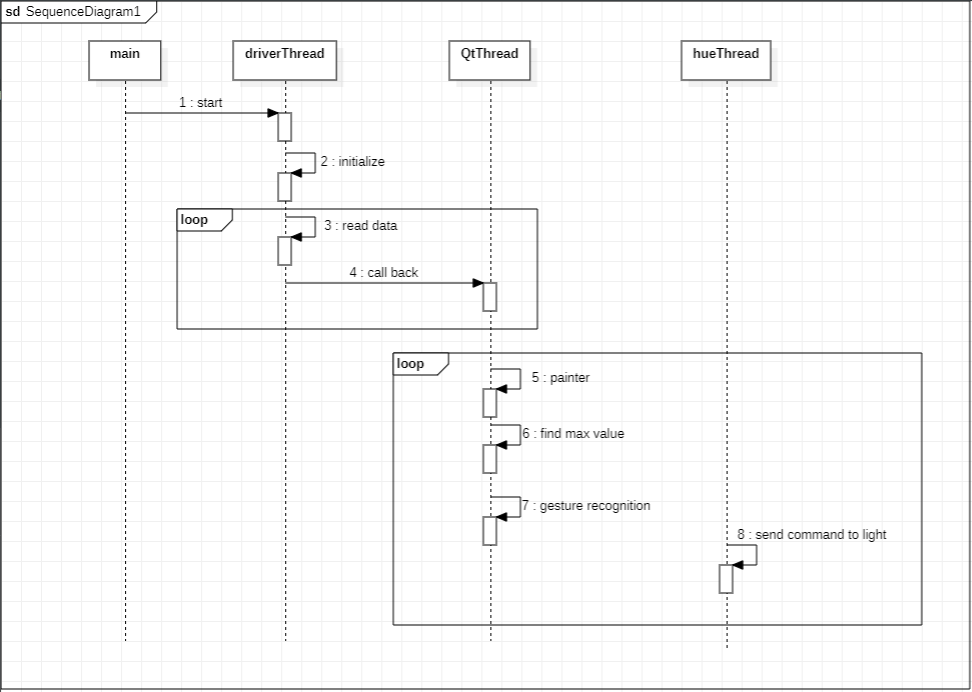 sd SequenceDiagram1
main
driverThread
QtThread
hueThread
1 : start
2 : initialize
loop
3 : read data
4 : call back
loop
5 : painter
6 : find max value
7 : gesture recognition
8 : send command to light